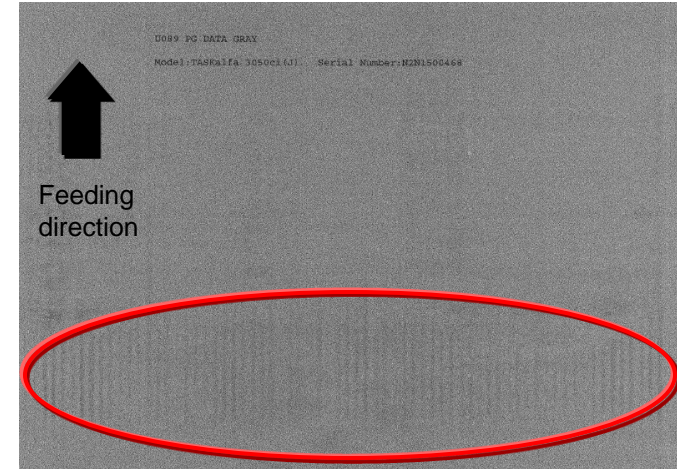 U089 PG DATA GRAY
Model:TASKalfa 3050ci(J). Serial Number:N2N1500468
Feeding
direction